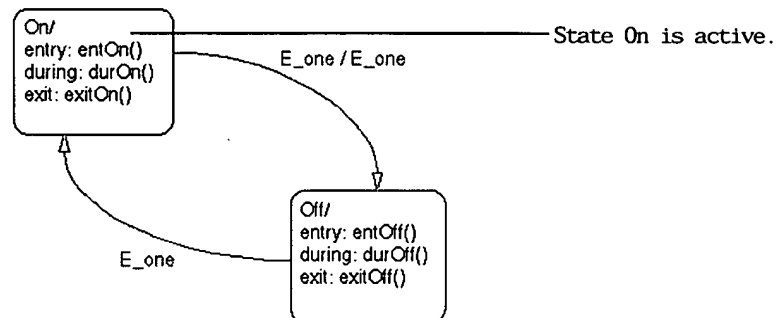 On/
entry: entOn()
during: durOn()
exit: exitOn()
State On is active.
E_one / E_one
Off/
entry: entOff()
during: durOff()
exit: exitOff()
E_one